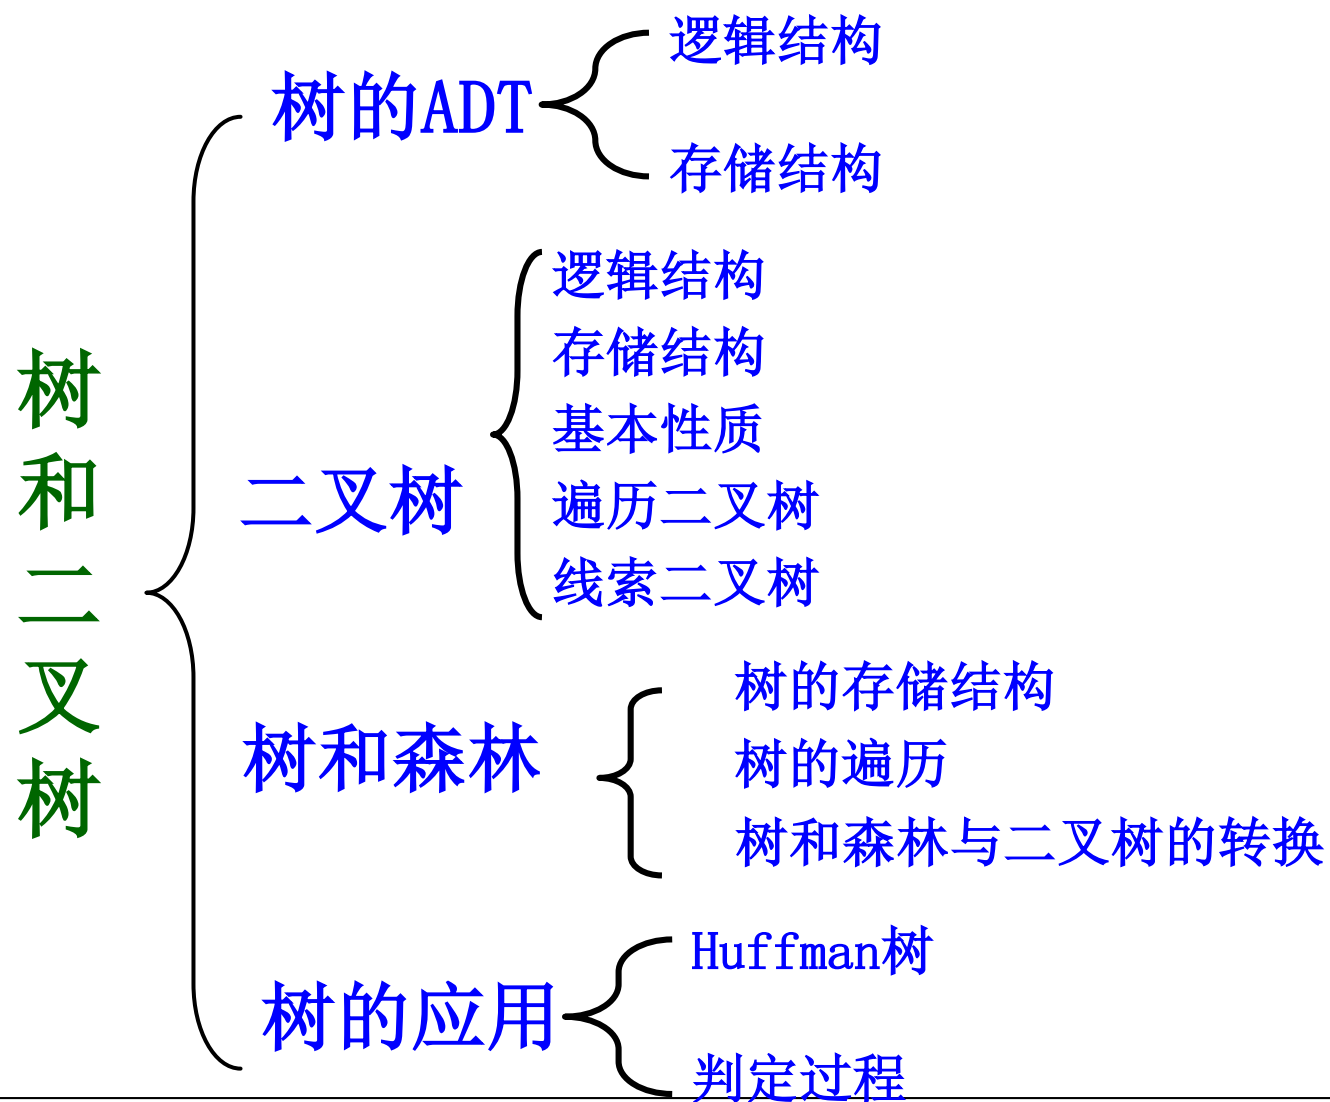 树和二叉树
树的ADT
逻辑结构
存储结构
二叉树
逻辑结构
存储结构
基本性质
遍历二叉树
线索二叉树
树和森林
树的存储结构
树的遍历
树和森林与二叉树的转换
树的应用
Huffman树
判定过程